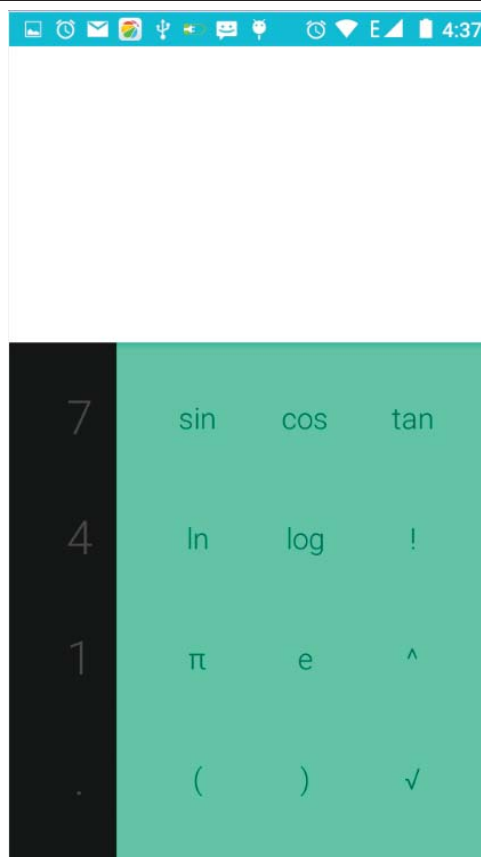 E 4:37
7 sin cos tan
4 ln log !
1 π e ^
. ( ) √